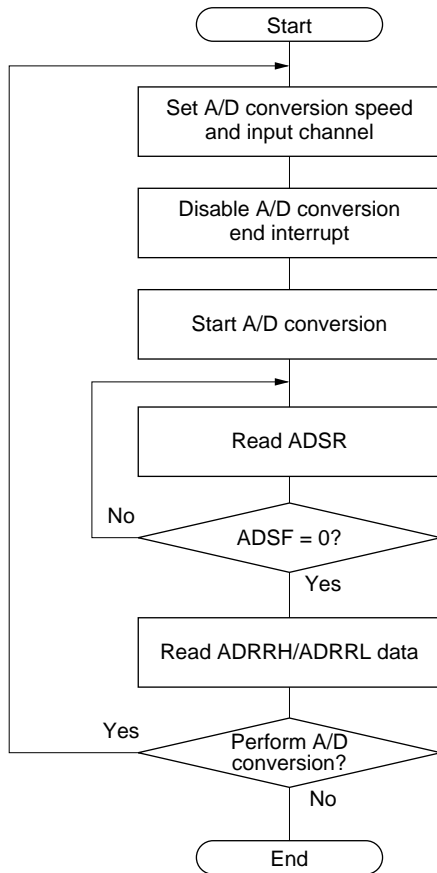 Start
Set A/D conversion speed
and input channel
Disable A/D conversion
end interrupt
Start A/D conversion
Read ADSR
No
ADSF = 0?
Yes
Read ADRRH/ADRRL data
Yes
Perform A/D
conversion?
No
End